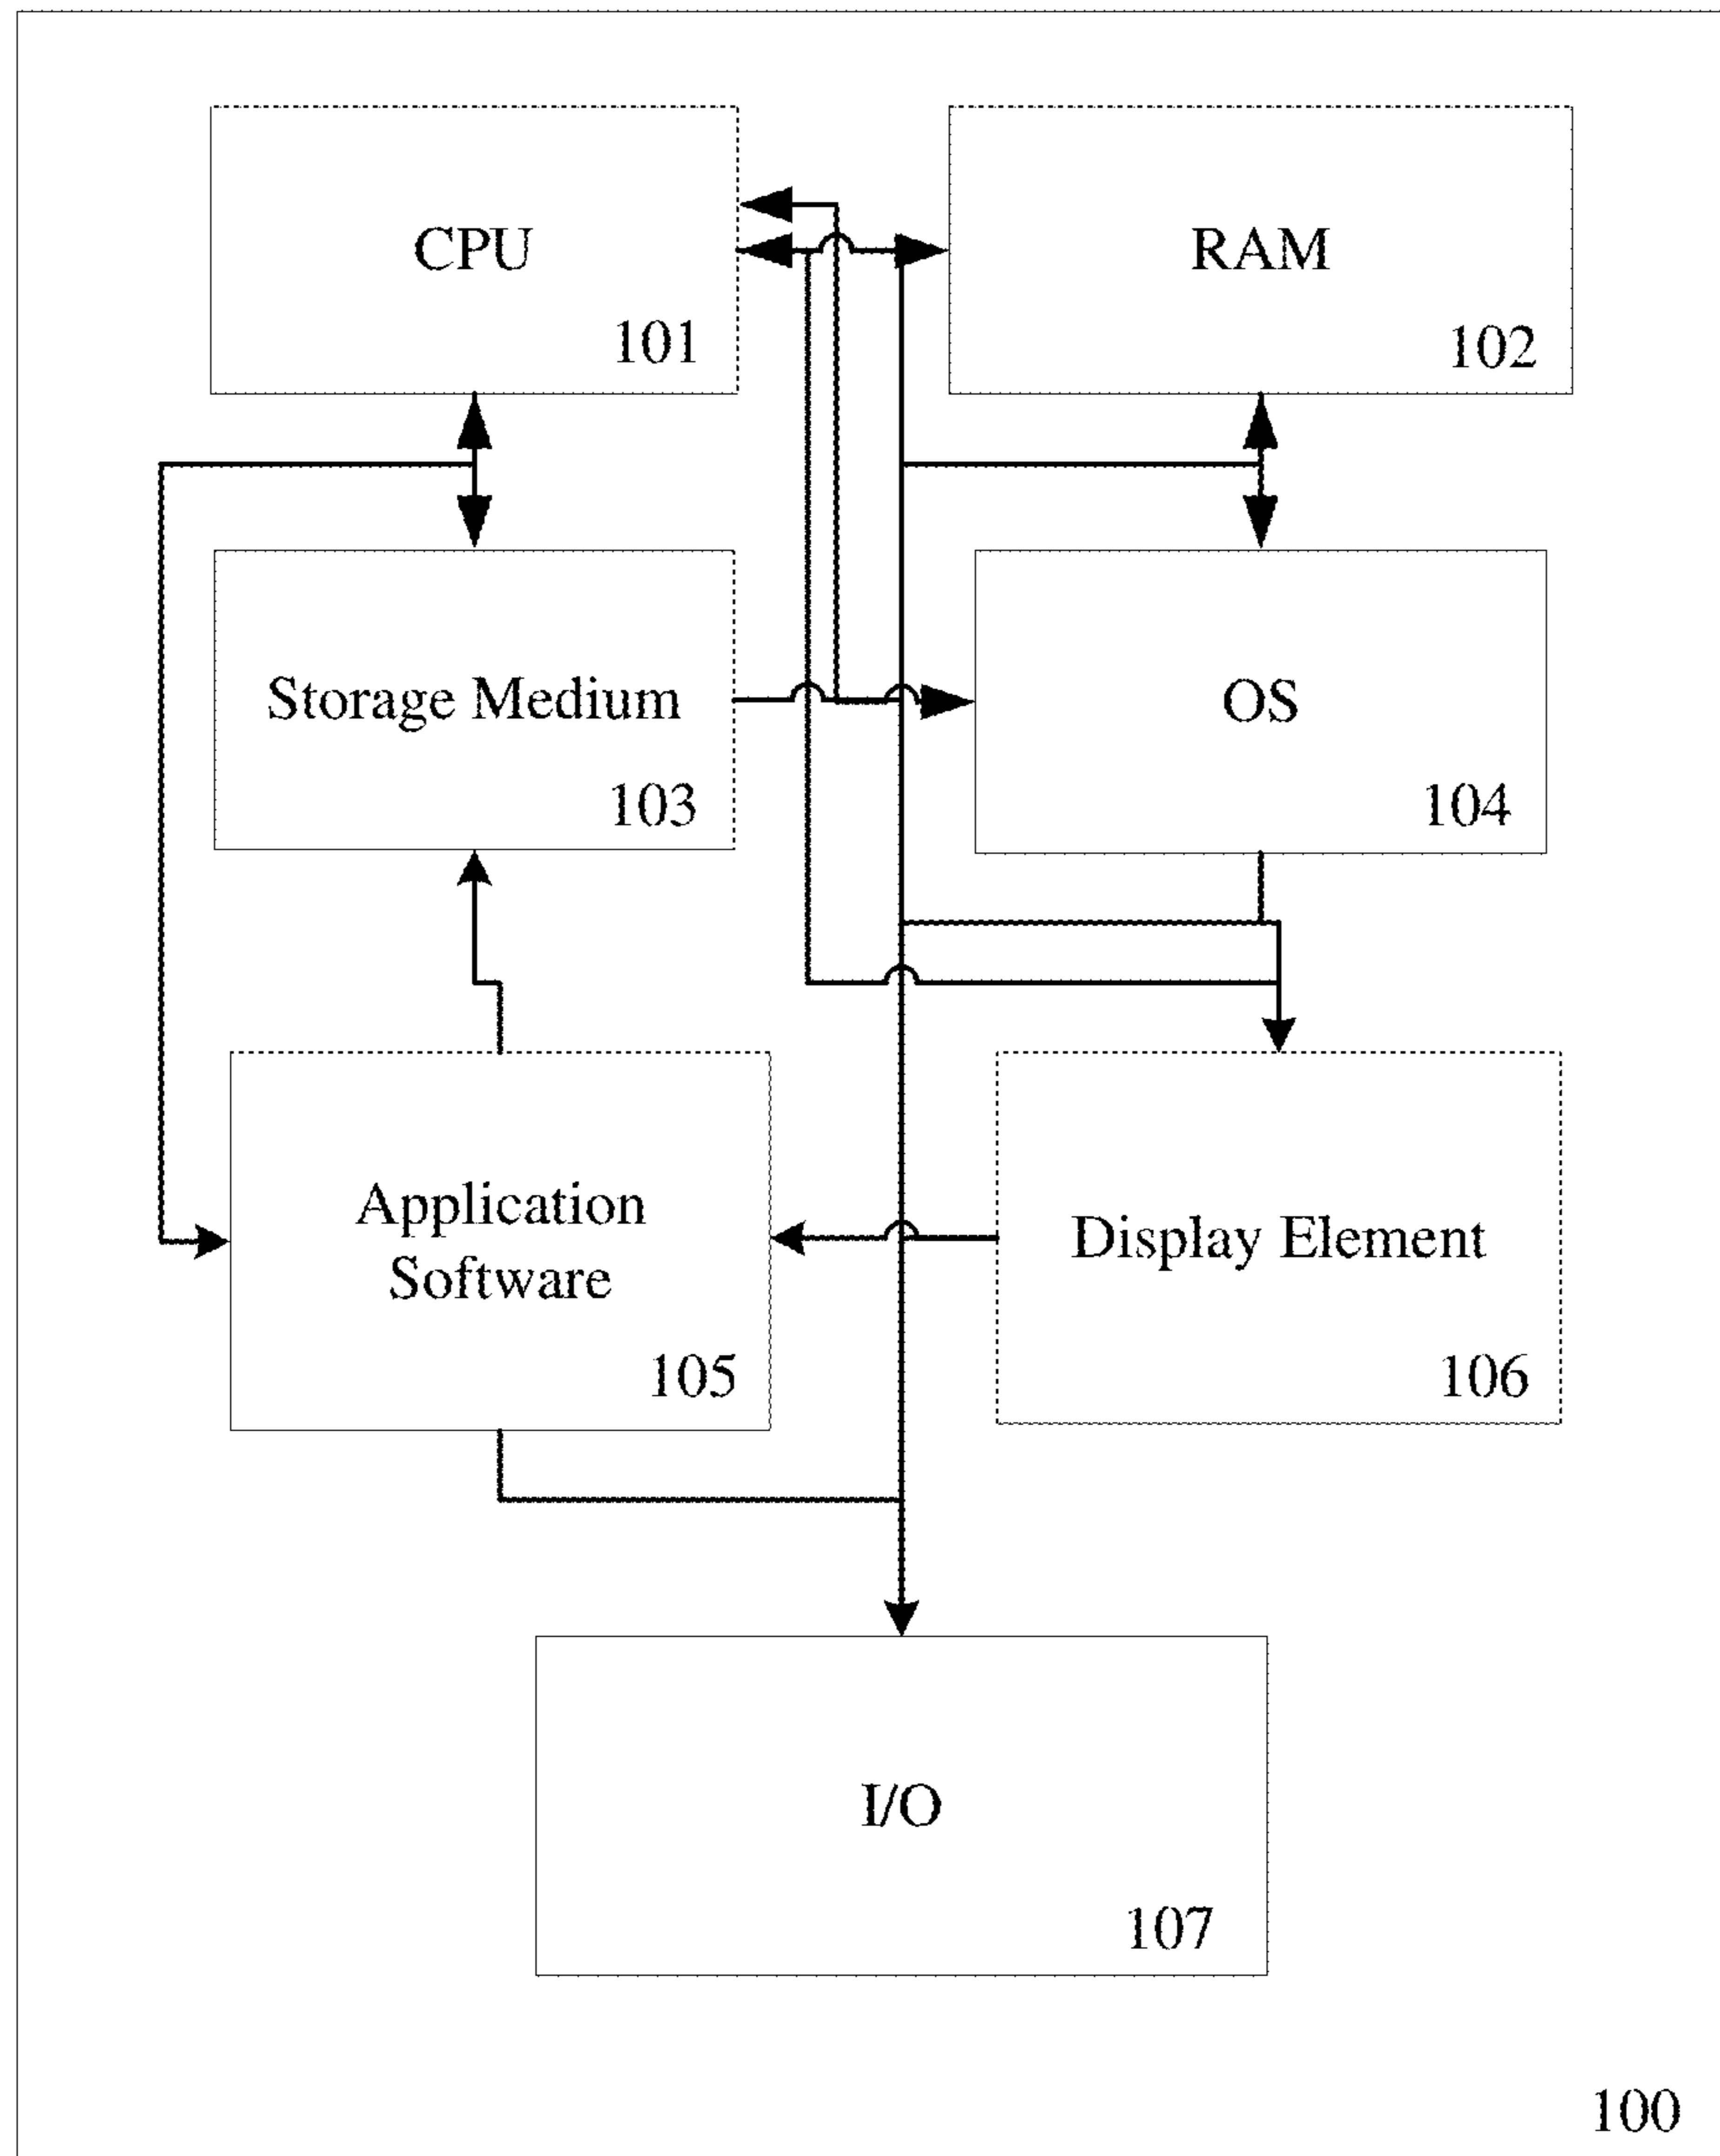 CPU
101
RAM
102
Storage Medium
103
OS
104
Application
Software
105
Display Element
106
I/O
107
100